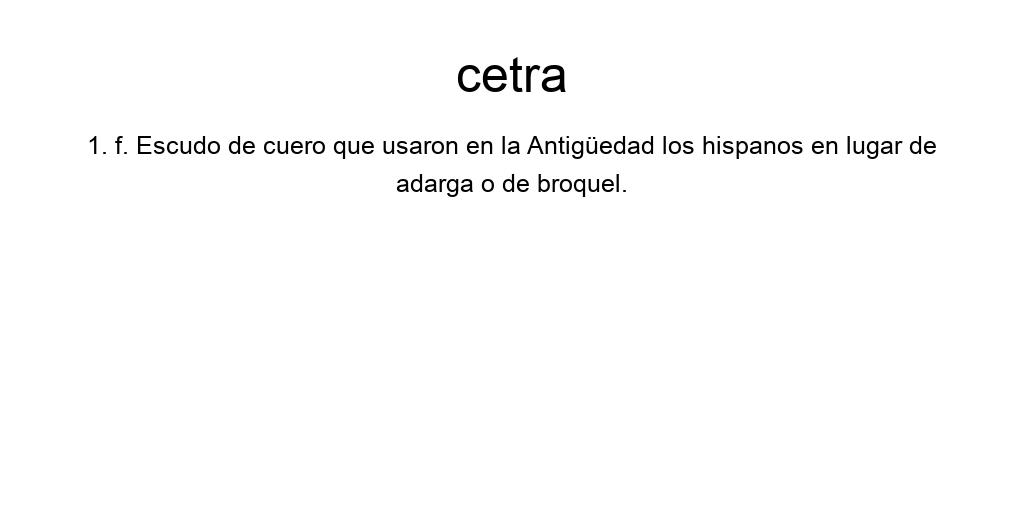 cetra
1. f. Escudo de cuero que usaron en la Antigüedad los hispanos en lugar de
adarga o de broquel.